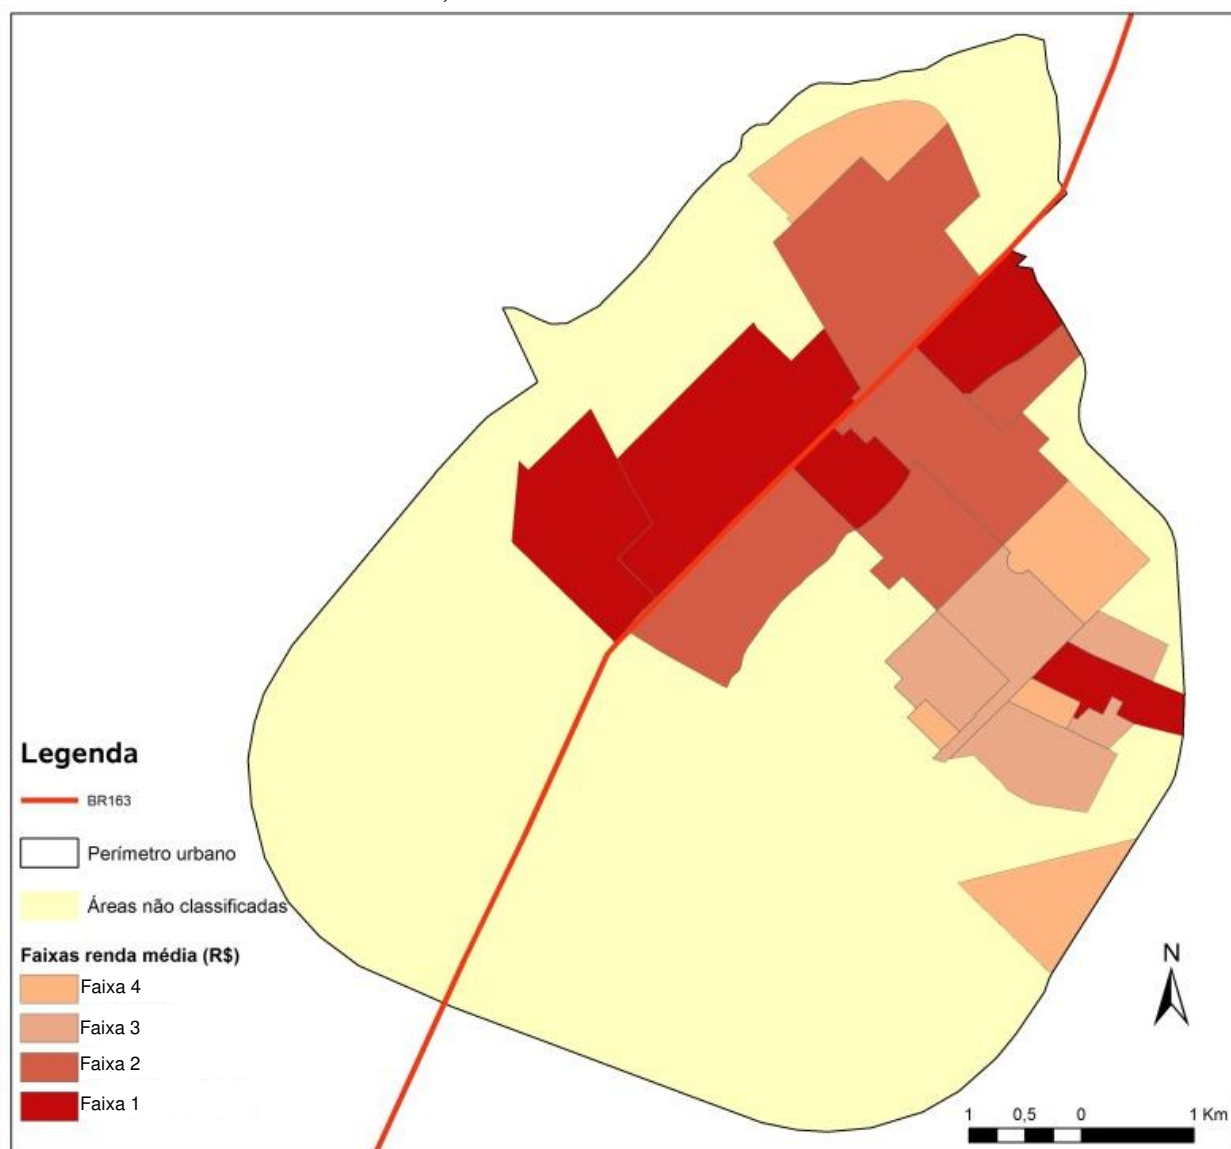 Legenda
BR163
Perímetro urbano
Áreas não classificadas
Faixas renda média (R$)
Faixa 4
Faixa 3
Faixa 2
Faixa 1
N
1 0,5 0 1 Km